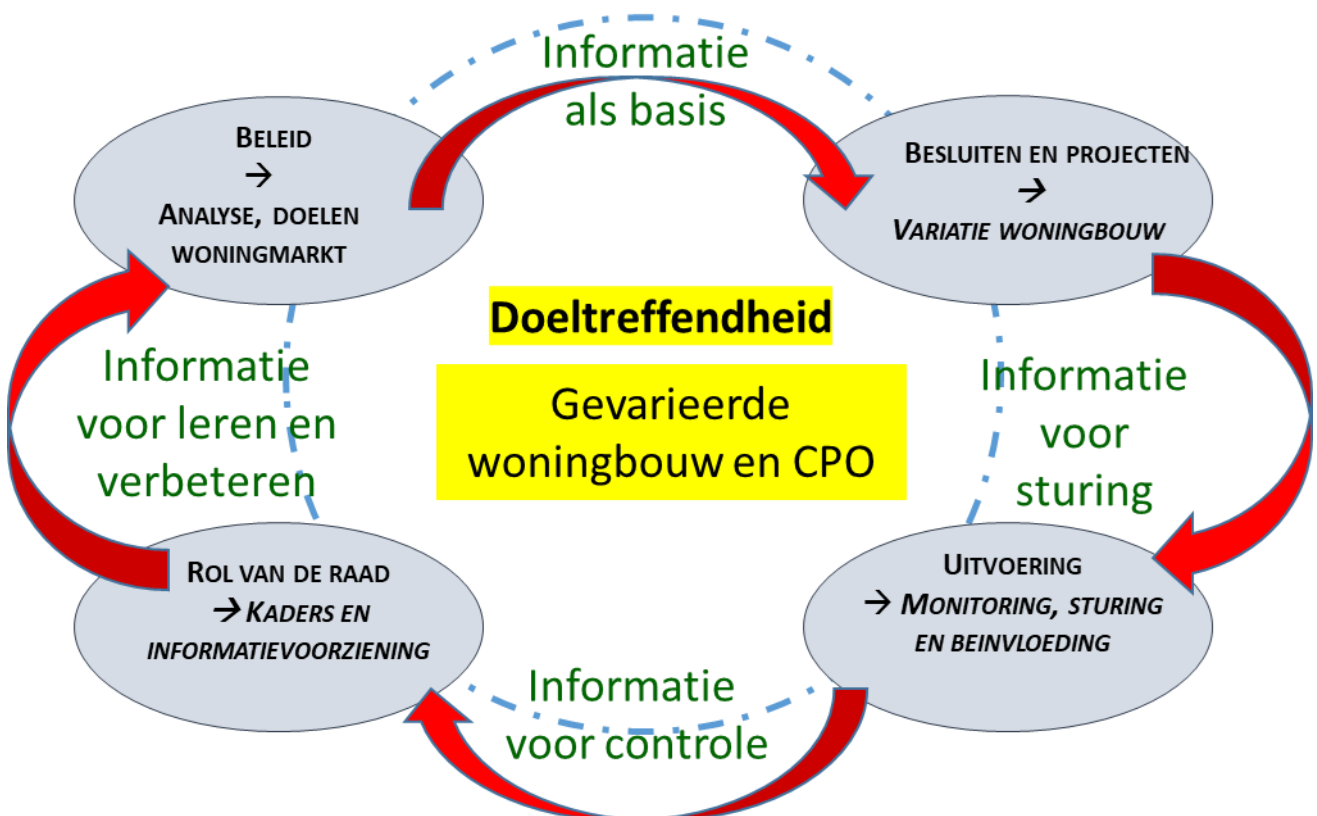 Informatie
als basis
BELEID
→
ANALYSE, DOELEN
WONINGMARKT
BESLUITEN EN PROJECTEN
→
VARIATIE WONINGBOUW
Doeltreffendheid
Gevarieerde
woningbouw en CPO
Informatie
voor leren en
verbeteren
Informatie
voor
sturing
ROL VAN DE RAAD
→ KADERS EN
INFORMATIEVOORZIENING
UITVOERING
→ MONITORING, STURING
EN BEINVLOEDING
Informatie
voor controle